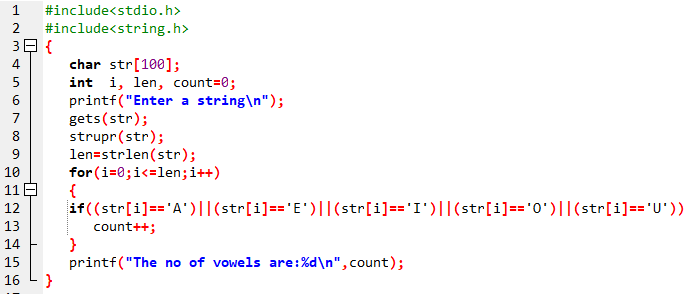 1 #include<stdio.h>
2 #include<string.h>
3 {
4 char str[100];
5 int i, len, count=0;
6 printf("Enter a string\n");
7 gets(str);
8 strupr(str);
9 len=strlen(str);
10 for(i=0;i<=len;i++)
11 {
12 if((str[i]=='A')||(str[i]=='E')||(str[i]=='I')||(str[i]=='O')||(str[i]=='U'))
13 count++;
14 }
15 printf("The no of vowels are:%d\n",count);
16 }